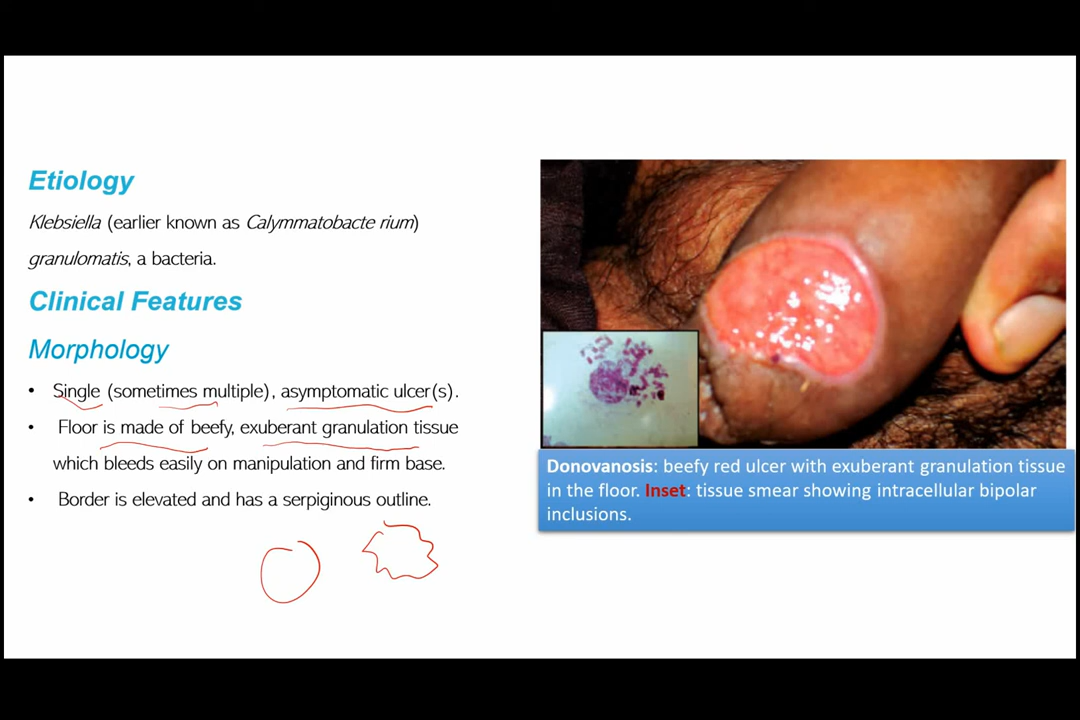 Etiology
Klebsiella (earlier known as Calymmatobacte rium)
granulomatis, a bacteria.
Clinical Features
Morphology
• Single (sometimes multiple), asymptomatic ulcer(s).
• Floor is made of beefy, exuberant granulation tissue
which bleeds easily on manipulation and firm base.
• Border is elevated and has a serpiginous outline.
Donovanosis: beefy red ulcer with exuberant granulation tissue
in the floor. Inset: tissue smear showing intracellular bipolar
inclusions.